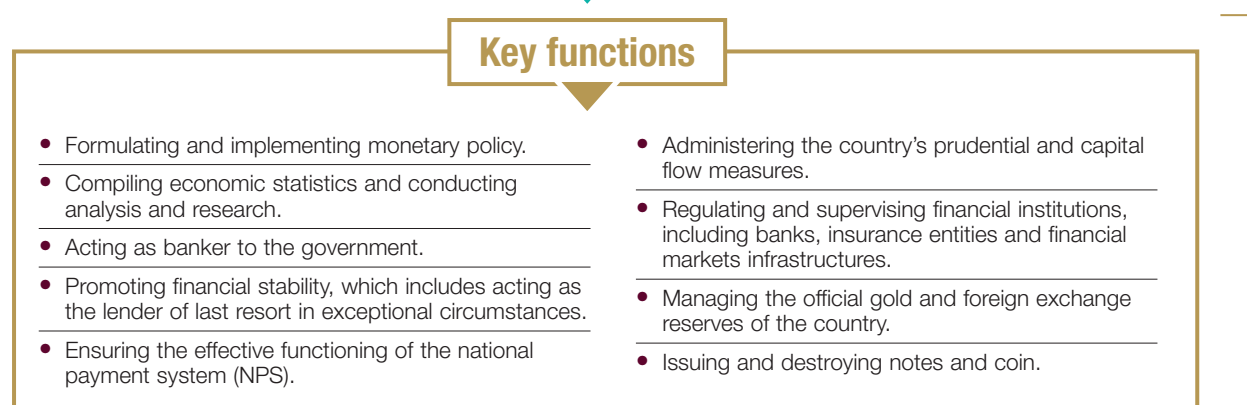 Key functions
• Formulating and implementing monetary policy.
• Compiling economic statistics and conducting
analysis and research.
• Acting as banker to the government.
• Promoting financial stability, which includes acting as
the lender of last resort in exceptional circumstances.
• Ensuring the effective functioning of the national
payment system (NPS).
• Administering the country’s prudential and capital
flow measures.
• Regulating and supervising financial institutions,
including banks, insurance entities and financial
markets infrastructures.
• Managing the official gold and foreign exchange
reserves of the country.
• Issuing and destroying notes and coin.